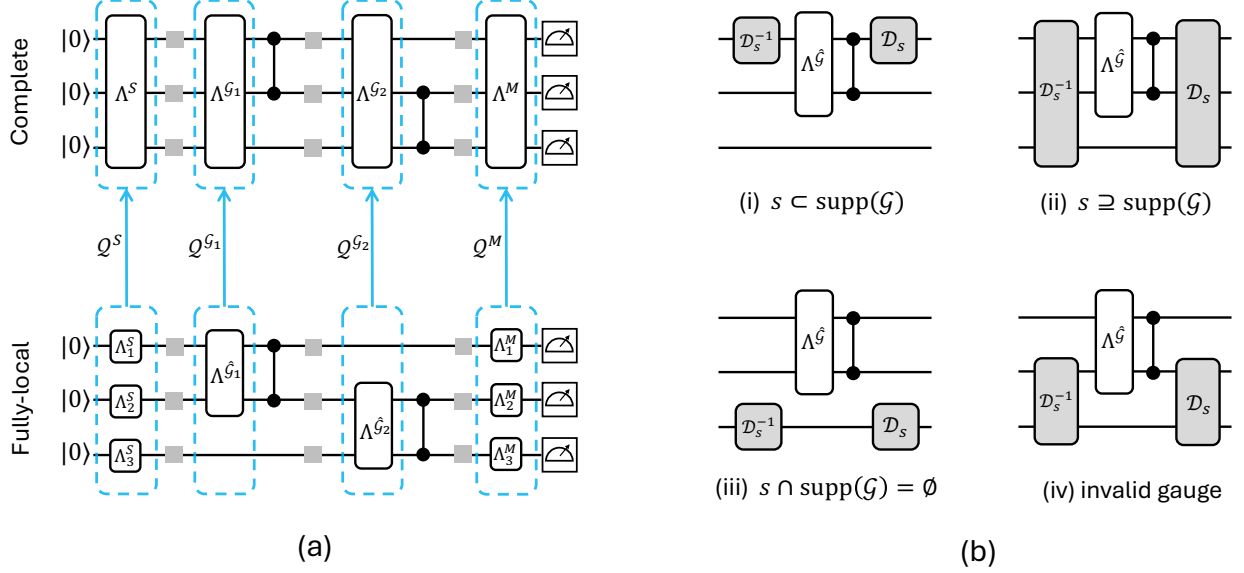 Complete
|0⟩
|0⟩
|0⟩
Λ^S
Λ^{𝒢_1}
Λ^{𝒢_2}
Λ^M
𝒬^S
𝒬^{𝒢_1}
𝒬^{𝒢_2}
𝒬^M
Fully-local
|0⟩
|0⟩
|0⟩
Λ_1^S
Λ_2^S
Λ_3^S
Λ^{𝒢̂_1}
Λ^{𝒢̂_2}
Λ_1^M
Λ_2^M
Λ_3^M
(a)
𝒟_s^{-1} Λ^{𝒢̂} 𝒟_s
(i) s ⊂ supp(𝒢)
𝒟_s^{-1} Λ^{𝒢̂} 𝒟_s
(ii) s ⊇ supp(𝒢)
Λ^{𝒢̂}
𝒟_s^{-1} 𝒟_s
(iii) s ∩ supp(𝒢) = ∅
Λ^{𝒢̂}
𝒟_s^{-1} 𝒟_s
(iv) invalid gauge
(b)